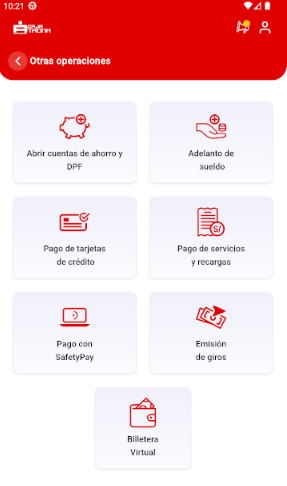 10:21
CAJA
TACNA
Otras operaciones
Abrir cuentas de ahorro y
DPF
Adelanto de
sueldo
Pago de tarjetas
de crédito
S/
Pago de servicios
y recargas
Pago con
SafetyPay
Emisión
de giros
Billetera
Virtual